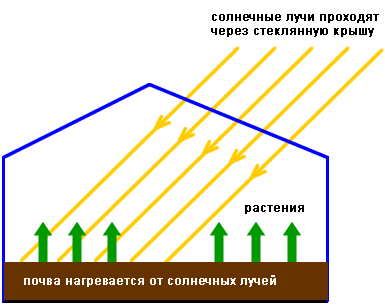 солнечные лучи проходят
через стеклянную крышу
растения
почва нагревается от солнечных лучей